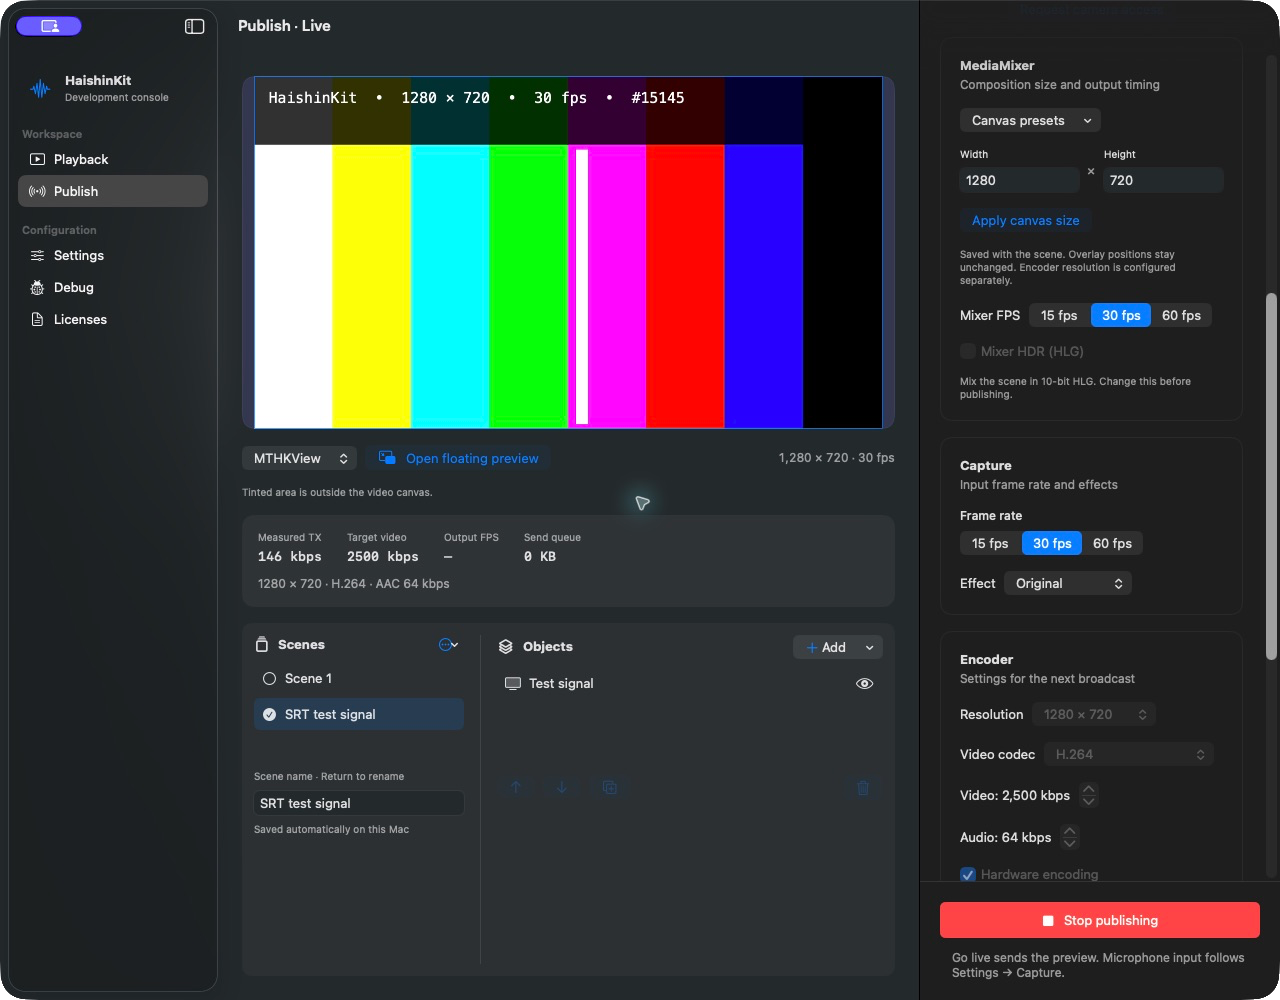 Publish · Live
HaishinKit
Development console
Workspace
Playback
Publish
Configuration
Settings
Debug
Licenses
HaishinKit • 1280 × 720 • 30 fps • #15145
MTHKView
Open floating preview
1,280 × 720 · 30 fps
Tinted area is outside the video canvas.
Measured TX
146 kbps
Target video
2500 kbps
Output FPS
—
Send queue
0 KB
1280 × 720 · H.264 · AAC 64 kbps
Scenes
Scene 1
SRT test signal
Scene name · Return to rename
SRT test signal
Saved automatically on this Mac
Objects
+ Add
Test signal
MediaMixer
Composition size and output timing
Canvas presets
Width
Height
1280
×
720
Apply canvas size
Saved with the scene. Overlay positions stay
unchanged. Encoder resolution is configured
separately.
Mixer FPS 15 fps 30 fps 60 fps
Mixer HDR (HLG)
Mix the scene in 10-bit HLG. Change this before
publishing.
Capture
Input frame rate and effects
Frame rate
15 fps 30 fps 60 fps
Effect Original
Encoder
Settings for the next broadcast
Resolution 1280 × 720
Video codec H.264
Video: 2,500 kbps
Audio: 64 kbps
Hardware encoding
Stop publishing
Go live sends the preview. Microphone input follows
Settings → Capture.